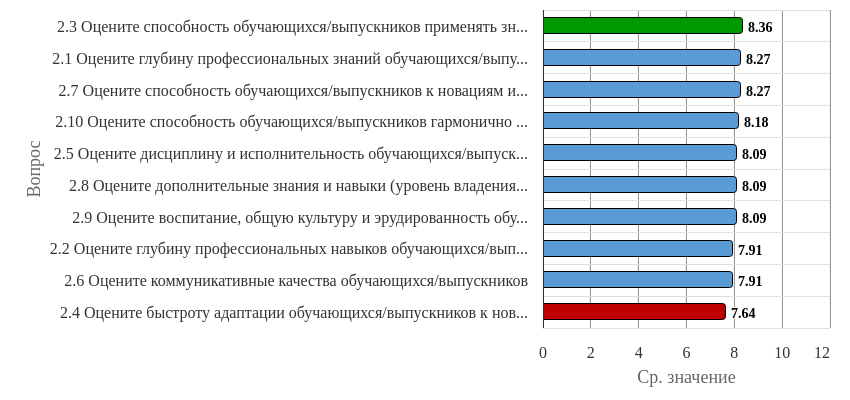 2.3 Оцените способность обучающихся/выпускников применять зн... 8.36
2.1 Оцените глубину профессиональных знаний обучающихся/выпу... 8.27
2.7 Оцените способность обучающихся/выпускников к новациям и... 8.27
2.10 Оцените способность обучающихся/выпускников гармонично ... 8.18
2.5 Оцените дисциплину и исполнительность обучающихся/выпуск... 8.09
2.8 Оцените дополнительные знания и навыки (уровень владения... 8.09
2.9 Оцените воспитание, общую культуру и эрудированность обу... 8.09
2.2 Оцените глубину профессиональных навыков обучающихся/вып... 7.91
2.6 Оцените коммуникативные качества обучающихся/выпускников 7.91
2.4 Оцените быстроту адаптации обучающихся/выпускников к нов... 7.64
Вопрос
0 2 4 6 8 10 12
Ср. значение